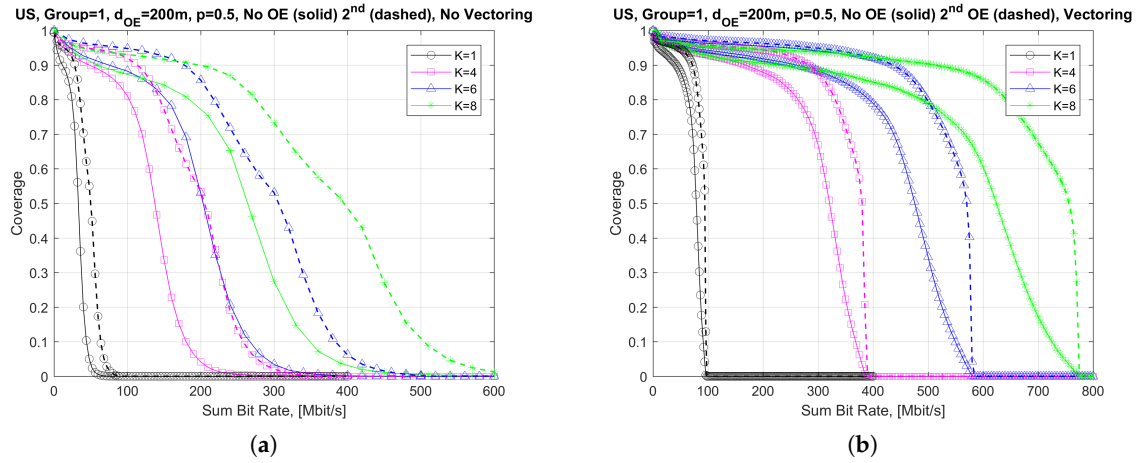 US, Group=1, d_OE=200m, p=0.5, No OE (solid) 2nd (dashed), No Vectoring
1
0.9
0.8
0.7
0.6
0.5
0.4
0.3
0.2
0.1
0
Coverage
K=1
K=4
K=6
K=8
0 100 200 300 400 500 600
Sum Bit Rate, [Mbit/s]
(a)
US, Group=1, d_OE=200m, p=0.5, No OE (solid) 2nd OE (dashed), Vectoring
1
0.9
0.8
0.7
0.6
0.5
0.4
0.3
0.2
0.1
0
Coverage
K=1
K=4
K=6
K=8
0 100 200 300 400 500 600 700 800
Sum Bit Rate, [Mbit/s]
(b)